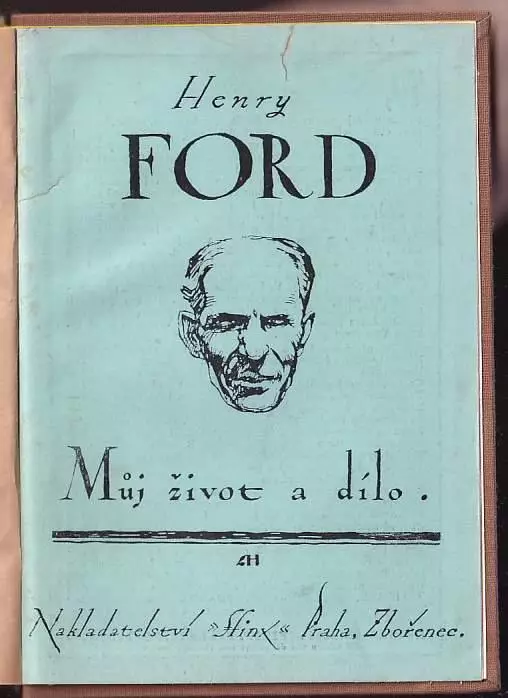 Henry
FORD
Můj život a dílo.
AH
Nakladatelství »Sfinx« Praha, Zbořenec.